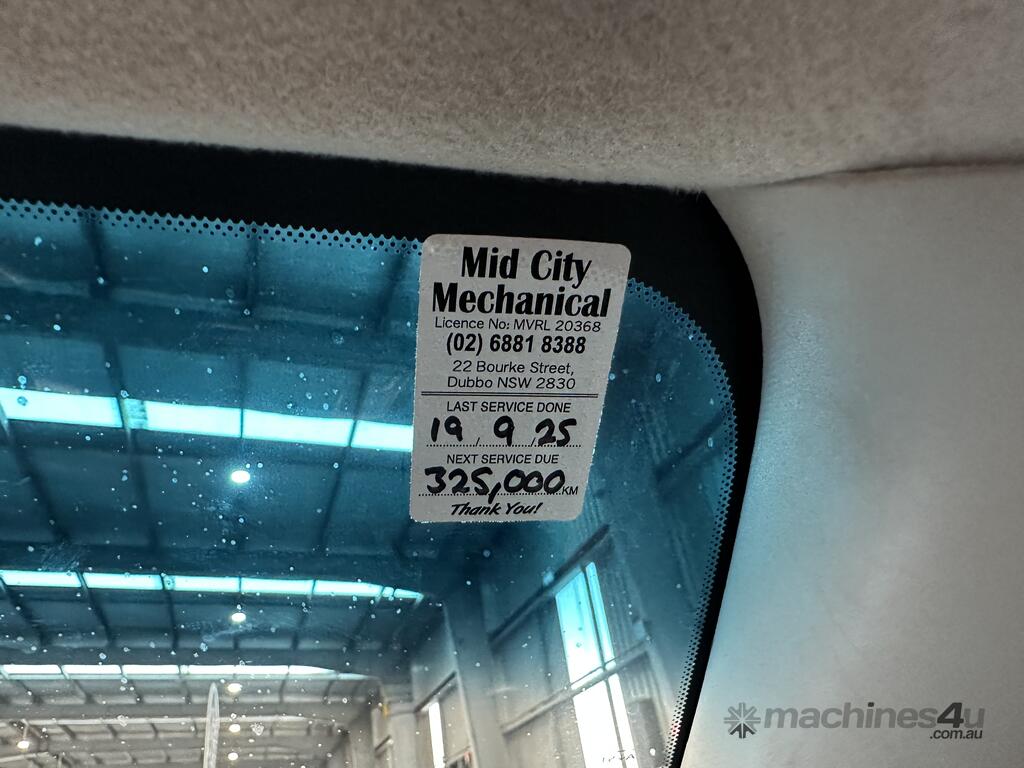 Mid City
Mechanical
Licence No: MVRL 20368
(02) 6881 8388
22 Bourke Street,
Dubbo NSW 2830
LAST SERVICE DONE
19, 9, 25
NEXT SERVICE DUE
325,000 KM
Thank You!
machines4u
.com.au